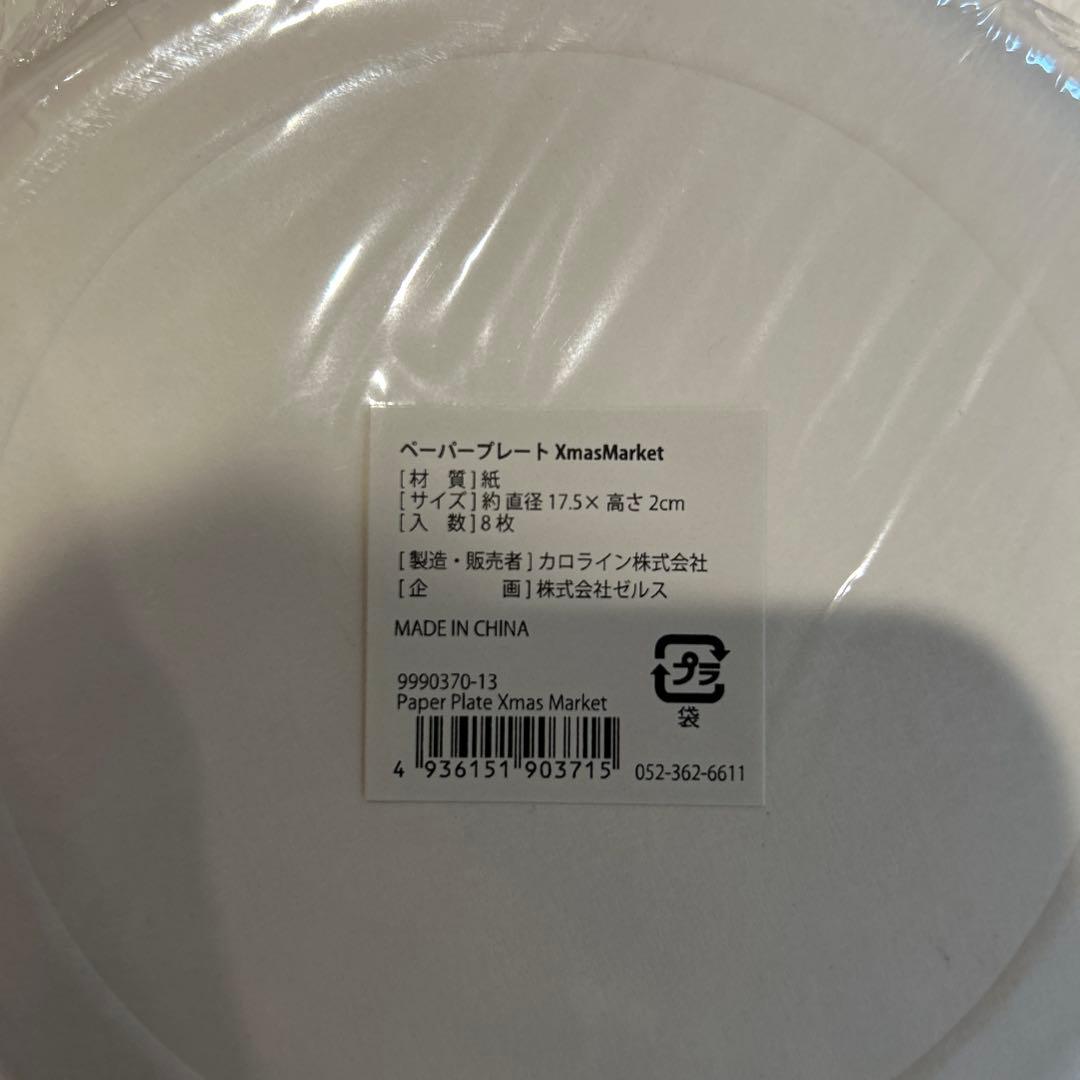 ペーパープレート XmasMarket
[ 材　質 ] 紙
[ サイズ ] 約 直径 17.5× 高さ 2cm
[ 入　数 ] 8 枚
[ 製造・販売者 ] カロライン株式会社
[ 企　　　画 ] 株式会社ゼルス
MADE IN CHINA
プラ
袋
9990370-13
Paper Plate Xmas Market
4 936151 903715
052-362-6611